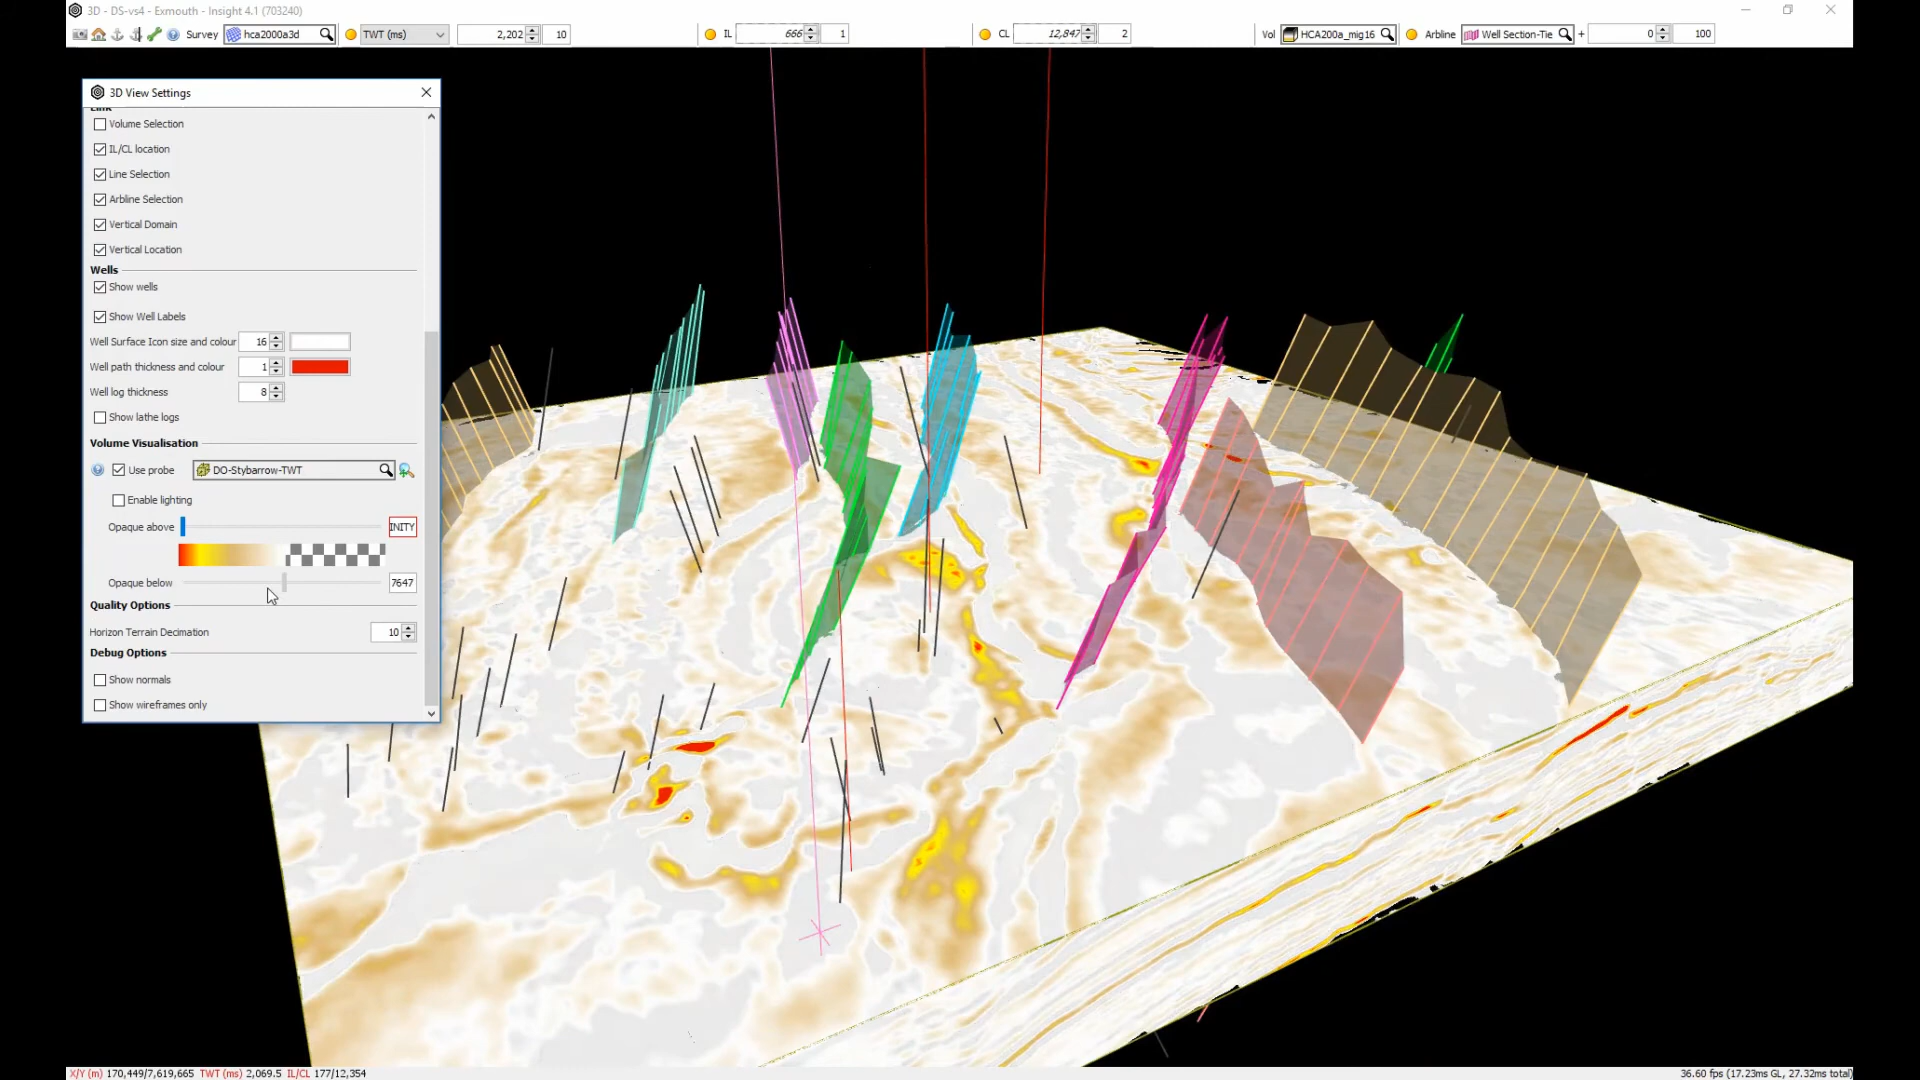 3D - DS-vs4 - Exmouth - Insight 4.1 (703240)
Survey hca2000a3d TWT (ms) 2,202 10 IL 666 1 CL 12,847 2 Vol HCA200a_mig16 Arbline Well Section-Tie + 0 100
3D View Settings
Link
Volume Selection
IL/CL location
Line Selection
Arbline Selection
Vertical Domain
Vertical Location
Wells
Show wells
Show Well Labels
Well Surface Icon size and colour 16
Well path thickness and colour 1
Well log thickness 8
Show lathe logs
Volume Visualisation
Use probe DO-Stybarrow-TWT
Enable lighting
Opaque above INITY
Opaque below 7647
Quality Options
Horizon Terrain Decimation 10
Debug Options
Show normals
Show wireframes only
X/Y (m) 170,449/7,619,665 TWT (ms) 2,069.5 IL/CL 177/12,354
36.60 fps (17.23ms GL, 27.32ms total)